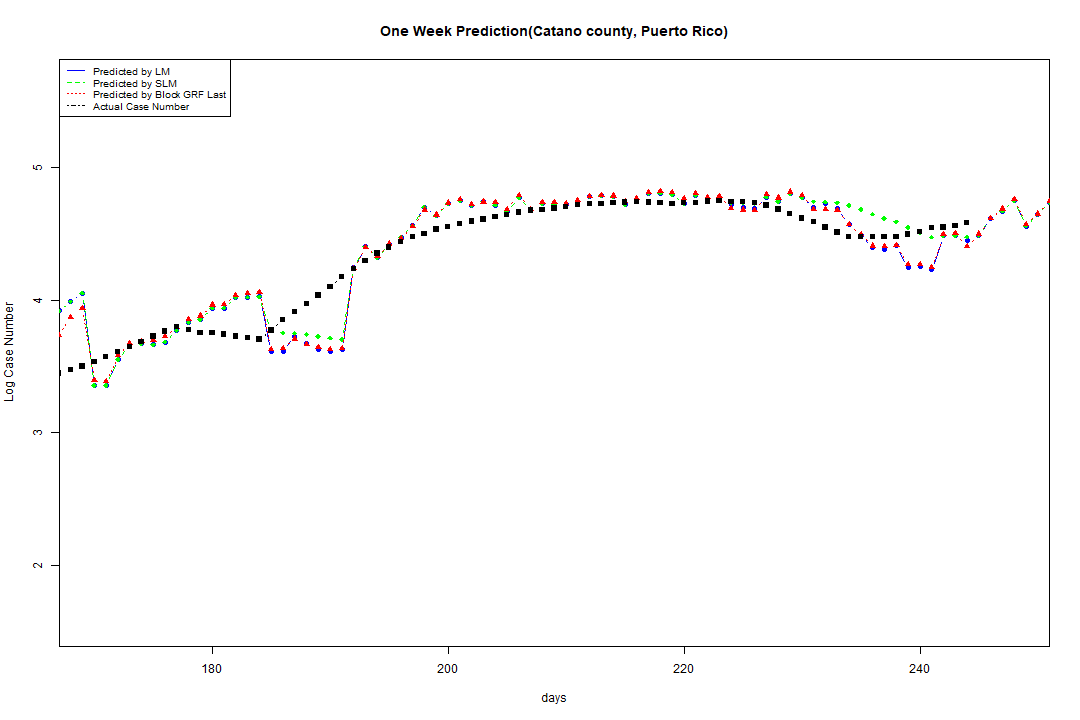 One Week Prediction(Catano county, Puerto Rico)
Predicted by LM
Predicted by SLM
Predicted by Block GRF Last
Actual Case Number
5
4
3
2
Log Case Number
180 200 220 240
days